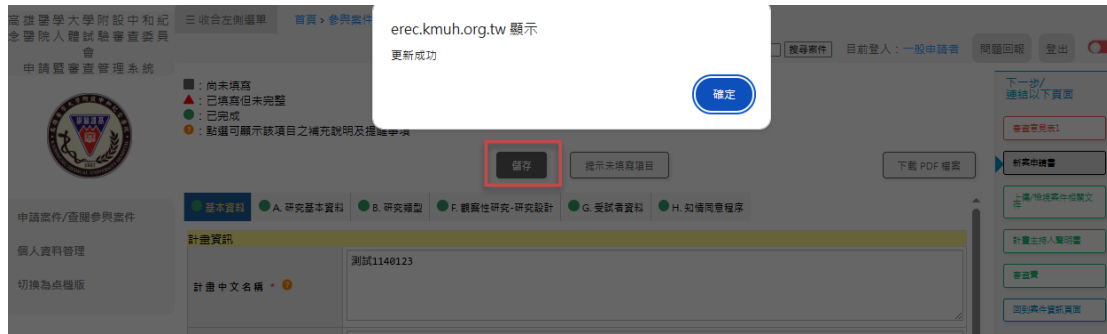 高雄醫學大學附設中和紀
念醫院人體試驗審查委員
會
申請暨審查管理系統
三 收合左側選單
首頁 › 參與案件
erec.kmuh.org.tw 顯示
更新成功
確定
搜尋案件
目前登入：一般申請者
問題回報
登出
■：尚未填寫
▲：已填寫但未完整
●：已完成
?：點選可顯示該項目之補充說明及提醒事項
儲存
提示未填寫項目
下載 PDF 檔案
下一步/
連結以下頁面
審查意見表1
新案申請書
上傳/檢視案件相關文
件
計畫主持人聲明書
審查費
回到案件資訊頁面
申請案件/查閱參與案件
個人資料管理
切換為桌機版
基本資料
A. 研究基本資料
B. 研究類型
F. 觀察性研究-研究設計
G. 受試者資料
H. 知情同意程序
計畫資訊
計畫中文名稱 * ?
測試1140123